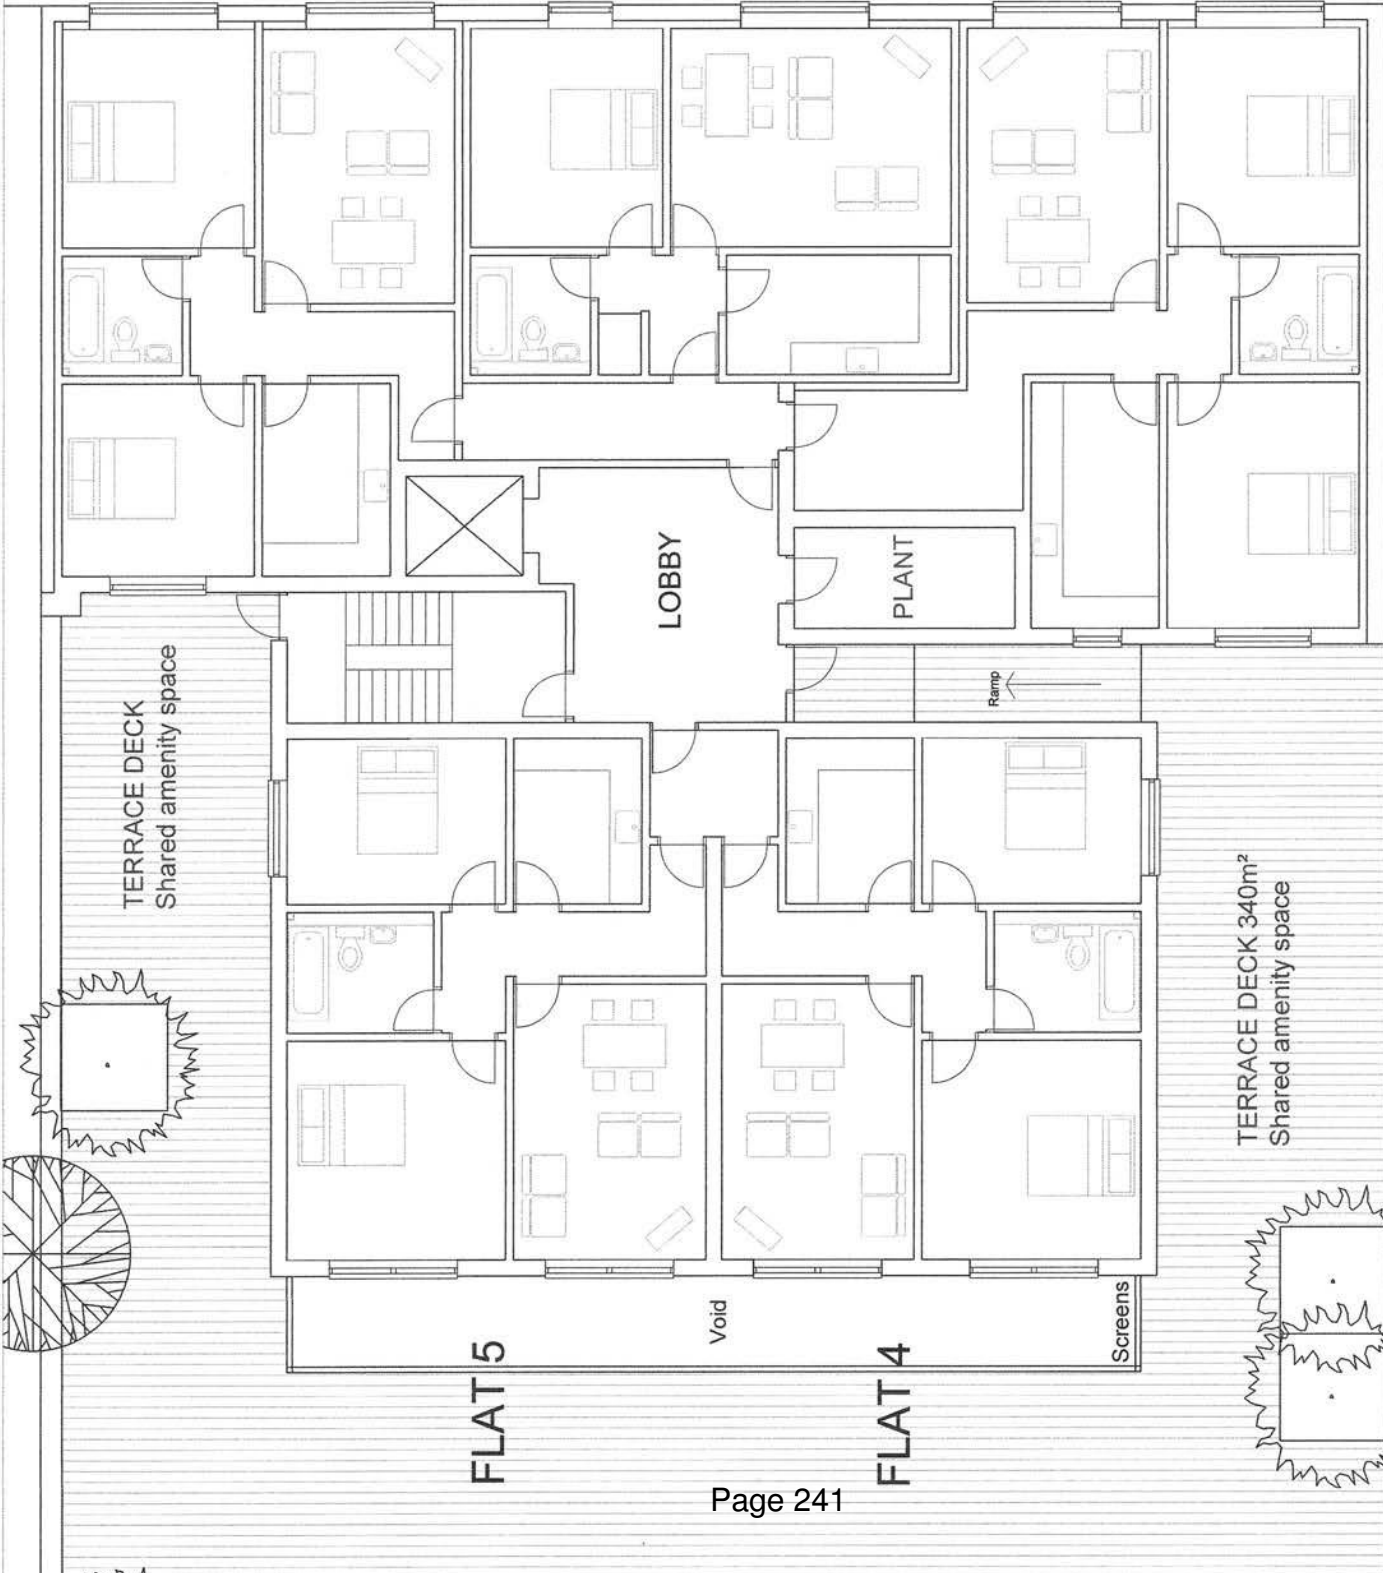 LOBBY
PLANT
Ramp
TERRACE DECK
Shared amenity space
TERRACE DECK 340m²
Shared amenity space
Void
Screens
FLAT 5
FLAT 4
Page 241